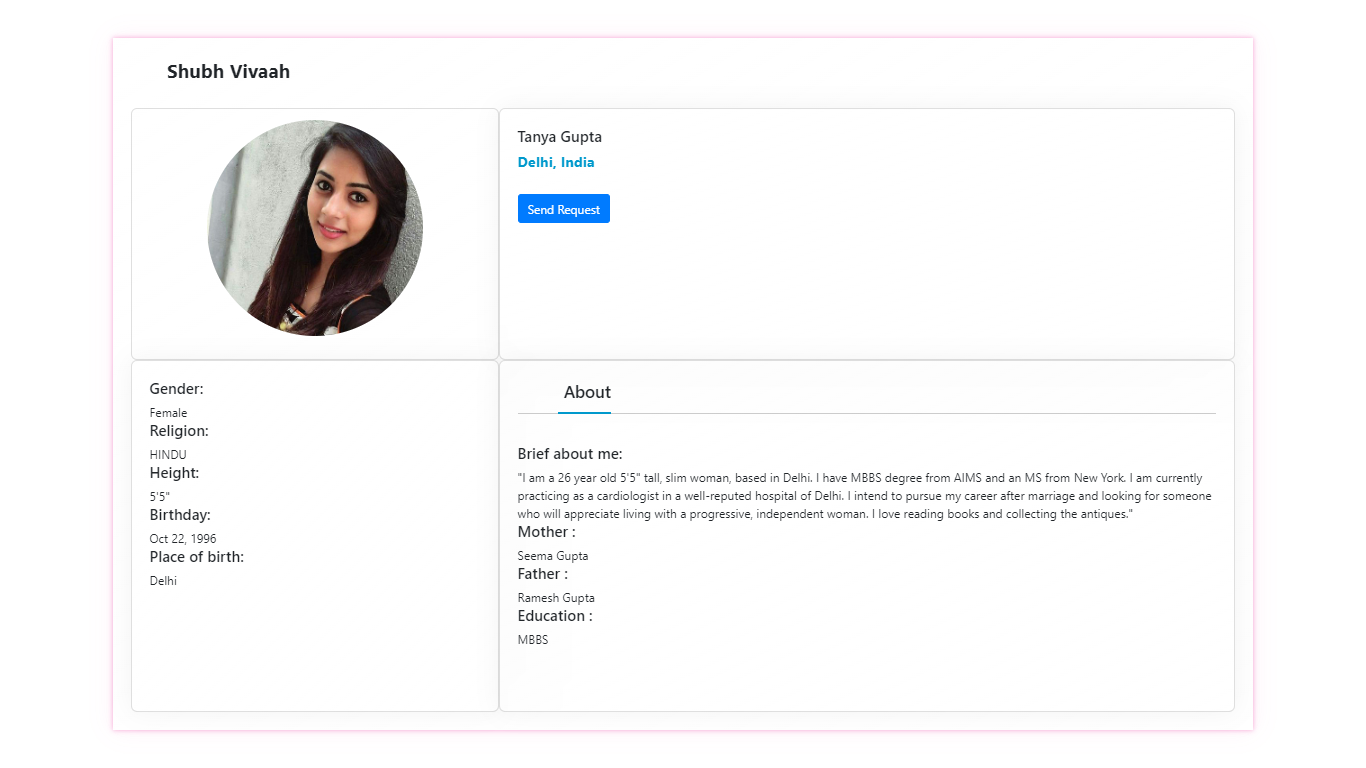 Shubh Vivaah
Tanya Gupta
Delhi, India
Send Request
Gender:
Female
Religion:
HINDU
Height:
5'5"
Birthday:
Oct 22, 1996
Place of birth:
Delhi
About
Brief about me:
"I am a 26 year old 5'5" tall, slim woman, based in Delhi. I have MBBS degree from AIMS and an MS from New York. I am currently
practicing as a cardiologist in a well-reputed hospital of Delhi. I intend to pursue my career after marriage and looking for someone
who will appreciate living with a progressive, independent woman. I love reading books and collecting the antiques."
Mother :
Seema Gupta
Father :
Ramesh Gupta
Education :
MBBS